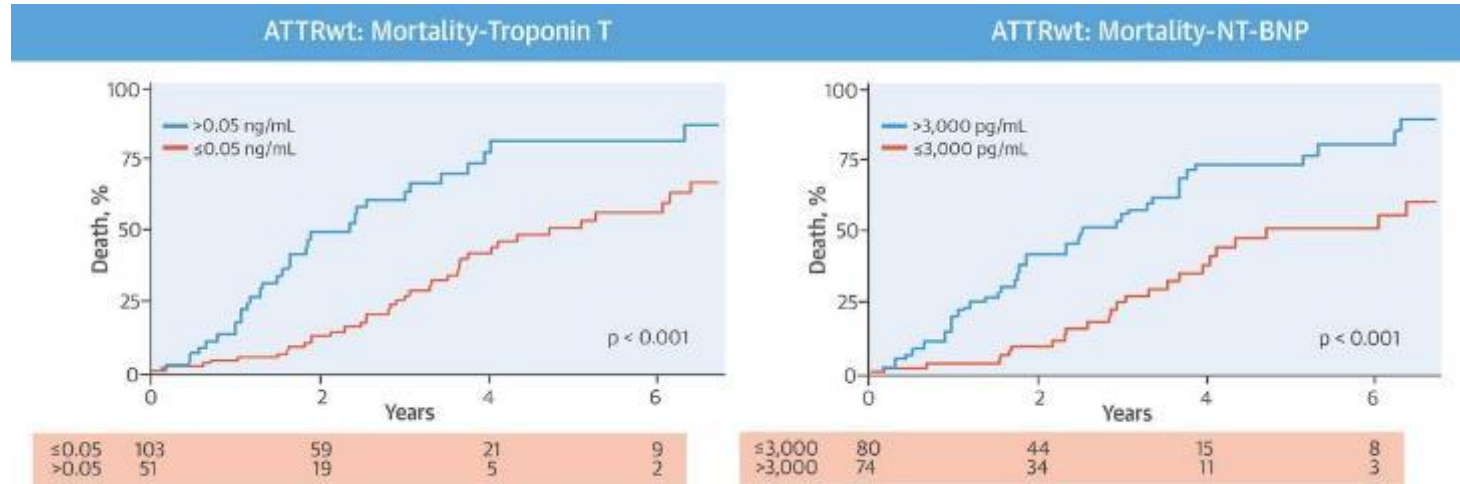 ATTRwt: Mortality-Troponin T
100
75
50
25
0
Death, %
>0.05 ng/mL
≤0.05 ng/mL
p < 0.001
0 2 4 6
Years
≤0.05 103 59 21 9
>0.05 51 19 5 2
ATTRwt: Mortality-NT-BNP
100
75
50
25
0
Death, %
>3,000 pg/mL
≤3,000 pg/mL
p < 0.001
0 2 4 6
Years
≤3,000 80 44 15 8
>3,000 74 34 11 3